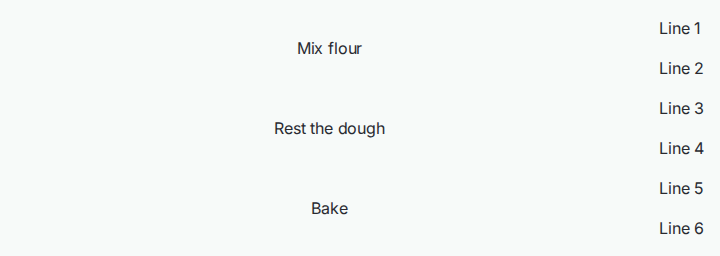 Mix flour
Rest the dough
Bake
Line 1
Line 2
Line 3
Line 4
Line 5
Line 6